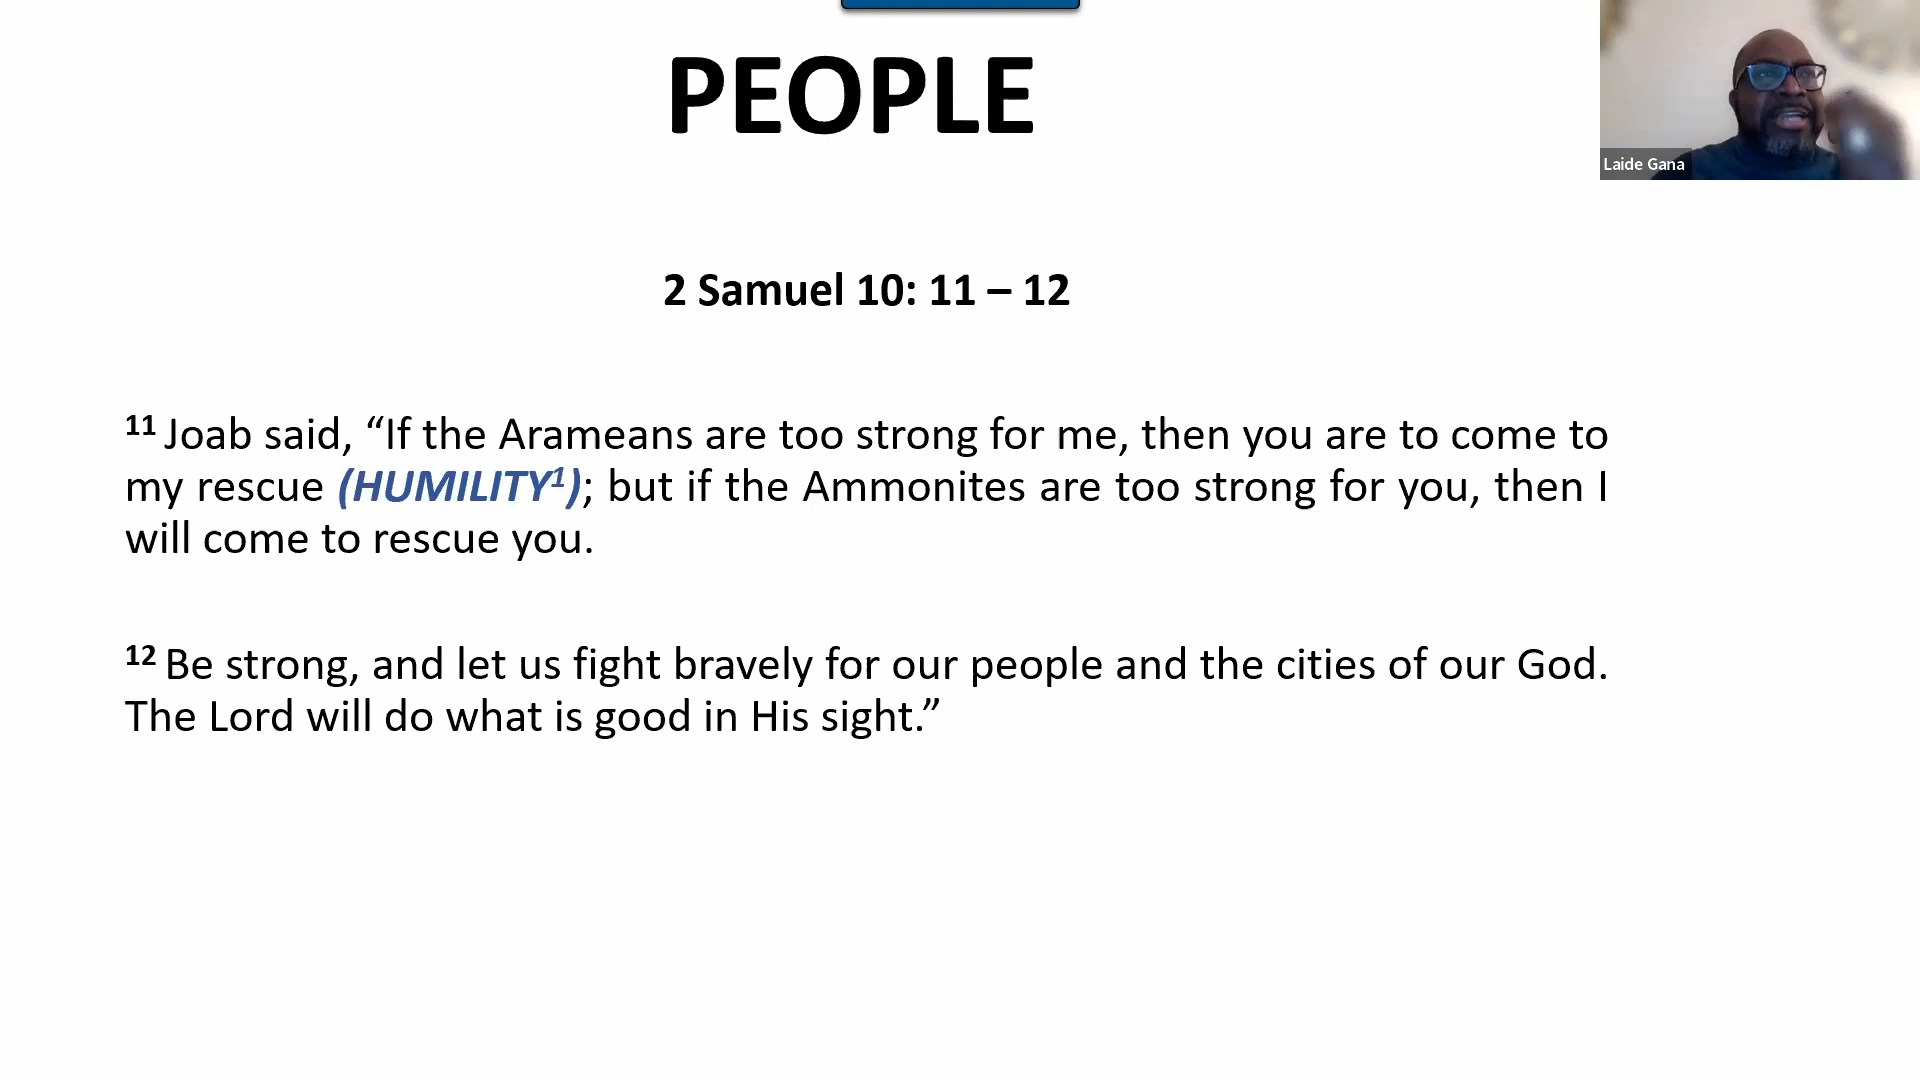 PEOPLE
Laide Gana
2 Samuel 10: 11 – 12
11 Joab said, “If the Arameans are too strong for me, then you are to come to
my rescue (HUMILITY1); but if the Ammonites are too strong for you, then I
will come to rescue you.
12 Be strong, and let us fight bravely for our people and the cities of our God.
The Lord will do what is good in His sight.”